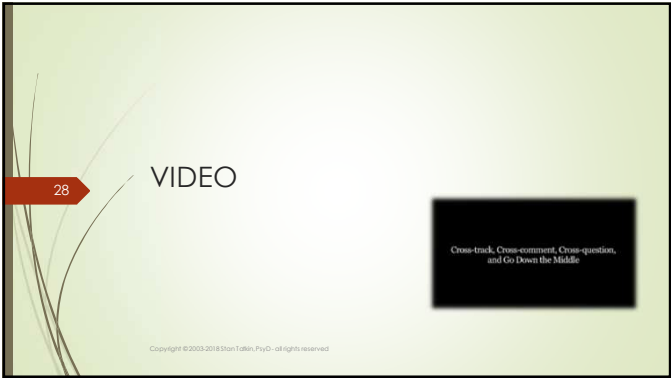 VIDEO
28
Cross-track, Cross-comment, Cross-question,
and Go Down the Middle
Copyright ©2003-2018 Stan Tatkin, PsyD - all rights reserved